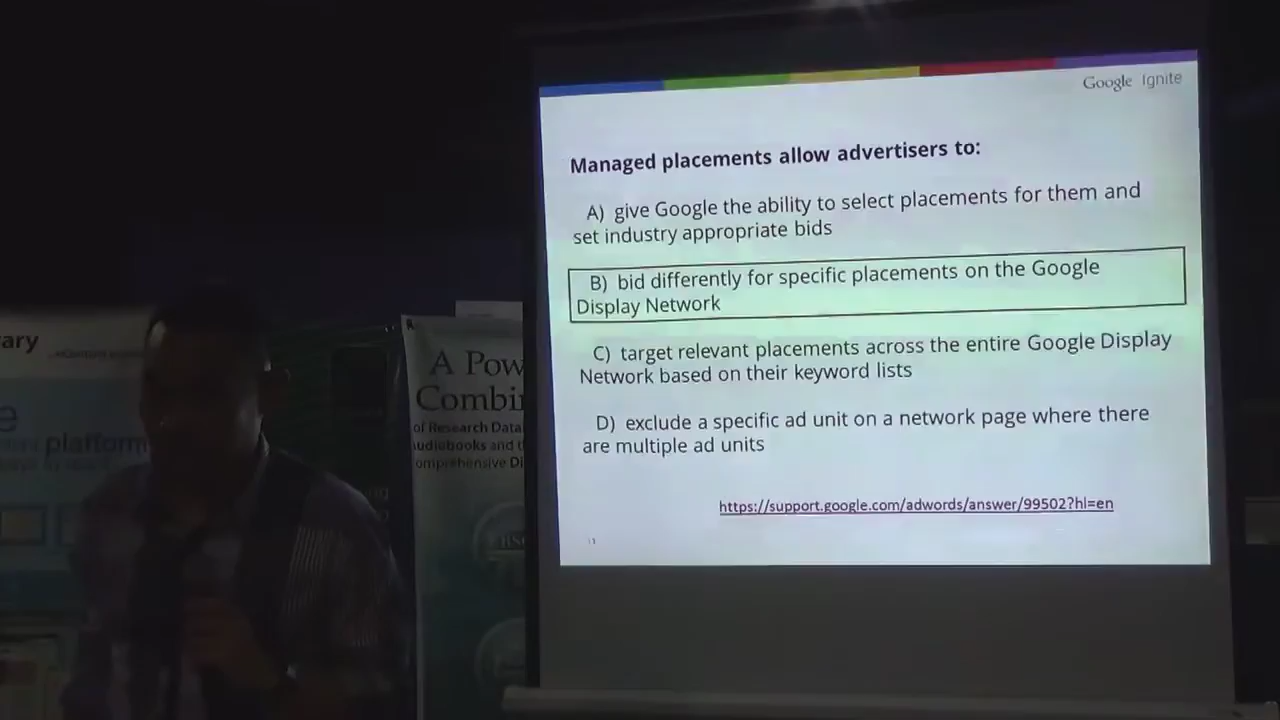 Google Ignite
Managed placements allow advertisers to:
A) give Google the ability to select placements for them and
set industry appropriate bids
B) bid differently for specific placements on the Google
Display Network
C) target relevant placements across the entire Google Display
Network based on their keyword lists
D) exclude a specific ad unit on a network page where there
are multiple ad units
https://support.google.com/adwords/answer/99502?hl=en
ary
e
platform
A Pow
Combi
of Research Data
udiobooks and t
omprehensive Di